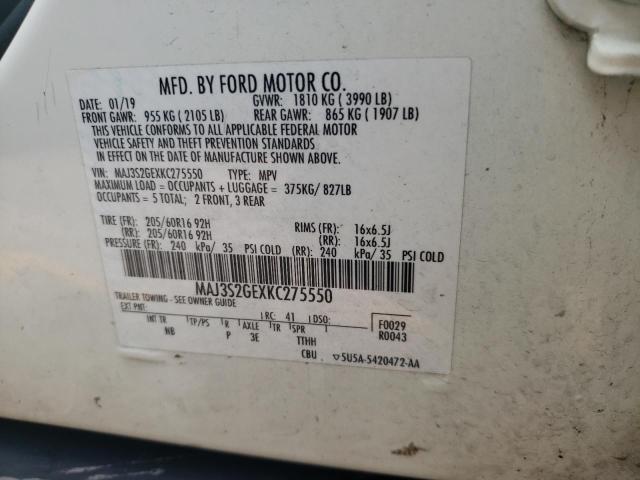 MFD. BY FORD MOTOR CO.
DATE: 01/19 GVWR: 1810 KG ( 3990 LB)
FRONT GAWR: 955 KG ( 2105 LB) REAR GAWR: 865 KG ( 1907 LB)
THIS VEHICLE CONFORMS TO ALL APPLICABLE FEDERAL MOTOR
VEHICLE SAFETY AND THEFT PREVENTION STANDARDS
IN EFFECT ON THE DATE OF MANUFACTURE SHOWN ABOVE.
VIN: MAJ3S2GEXKC275550 TYPE: MPV
MAXIMUM LOAD = OCCUPANTS + LUGGAGE = 375KG/ 827LB
OCCUPANTS = 5 TOTAL; 2 FRONT, 3 REAR
TIRE (FR): 205/60R16 92H RIMS (FR): 16x6.5J
(RR): 205/60R16 92H (RR): 16x6.5J
PRESSURE (FR): 240 kPa/ 35 PSI COLD (RR): 240 kPa/ 35 PSI COLD
MAJ3S2GEXKC275550
TRAILER TOWING - SEE OWNER GUIDE
EXT PNT: RC: 41 DSO: F0029
INT TR TP/PS R AXLE TR SPR R0043
NB P 3E TTHH
CBU 5U5A-5420472-AA